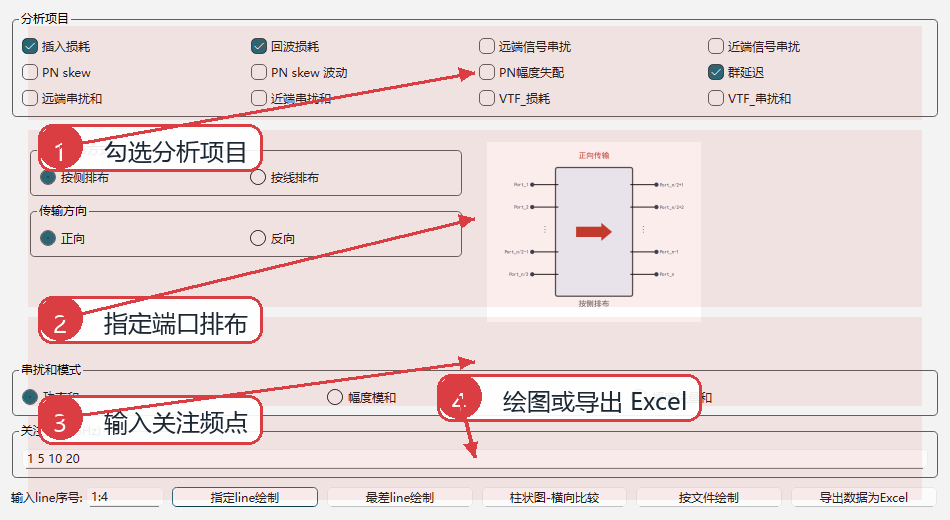 分析项目
插入损耗 回波损耗 远端信号串扰 近端信号串扰
PN skew PN skew 波动 PN幅度失配 群延迟
远端串扰和 近端串扰和 VTF_损耗 VTF_串扰和
1 勾选分析项目
按侧排布 按线排布
传输方向
正向 反向
正向传输
Port_1 Port_n/2+1
Port_2 Port_n/2+2
Port_n/2-1 Port_n-1
Port_n/2 Port_n
按侧排布
2 指定端口排布
串扰和模式
幅度模和
3 输入关注频点
4 绘图或导出 Excel
关注
1 5 10 20
输入line序号: 1:4 指定line绘制 最差line绘制 柱状图-横向比较 按文件绘制 导出数据为Excel